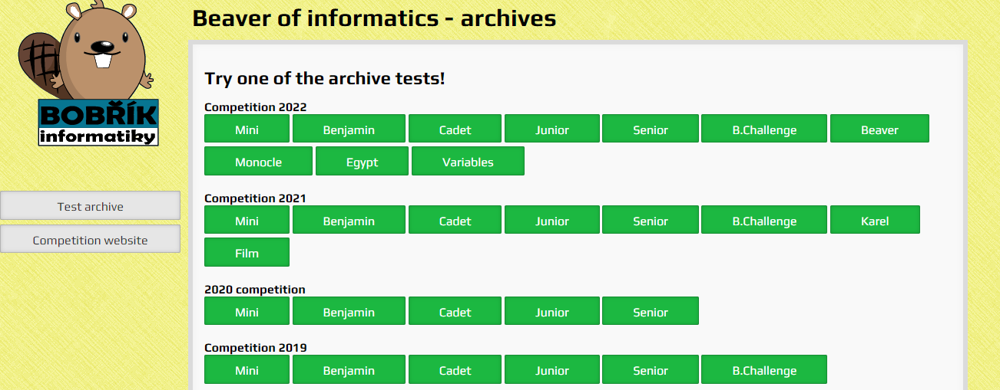 Beaver of informatics - archives
BOBŘÍK
informatiky
Test archive
Competition website
Try one of the archive tests!
Competition 2022
Mini Benjamin Cadet Junior Senior B.Challenge Beaver
Monocle Egypt Variables
Competition 2021
Mini Benjamin Cadet Junior Senior B.Challenge Karel
Film
2020 competition
Mini Benjamin Cadet Junior Senior
Competition 2019
Mini Benjamin Cadet Junior Senior B.Challenge